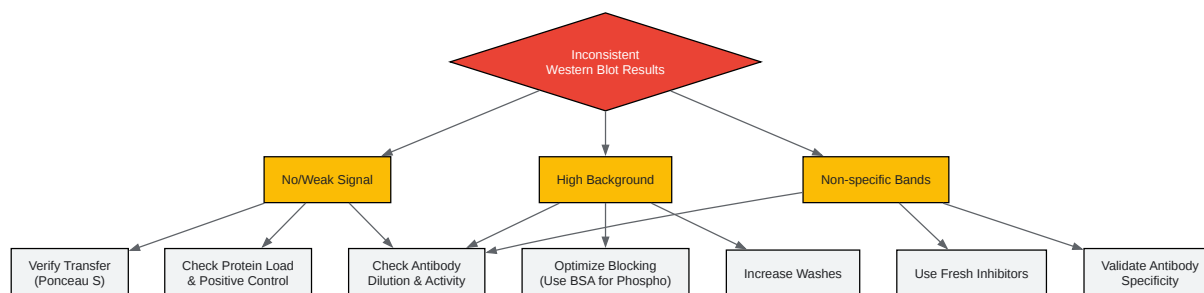 Inconsistent
Western Blot Results
No/Weak Signal
High Background
Non-specific Bands
Verify Transfer
(Ponceau S)
Check Protein Load
& Positive Control
Check Antibody
Dilution & Activity
Optimize Blocking
(Use BSA for Phospho)
Increase Washes
Use Fresh Inhibitors
Validate Antibody
Specificity